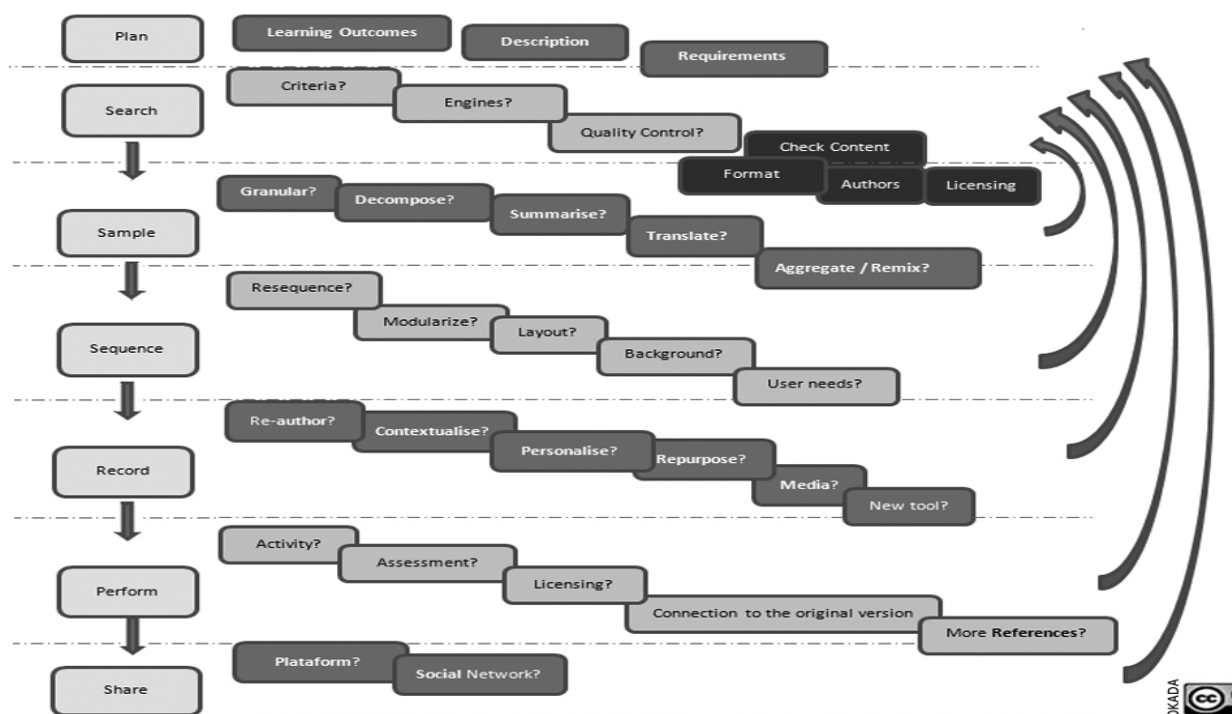 Plan
Learning Outcomes
Description
Requirements
Search
Criteria?
Engines?
Quality Control?
Check Content
Format
Authors
Licensing
Sample
Granular?
Decompose?
Summarise?
Translate?
Aggregate / Remix?
Sequence
Resequence?
Modularize?
Layout?
Background?
User needs?
Record
Re-author?
Contextualise?
Personalise?
Repurpose?
Media?
New tool?
Perform
Activity?
Assessment?
Licensing?
Connection to the original version
More References?
Share
Plataform?
Social Network?
OKADA
cc